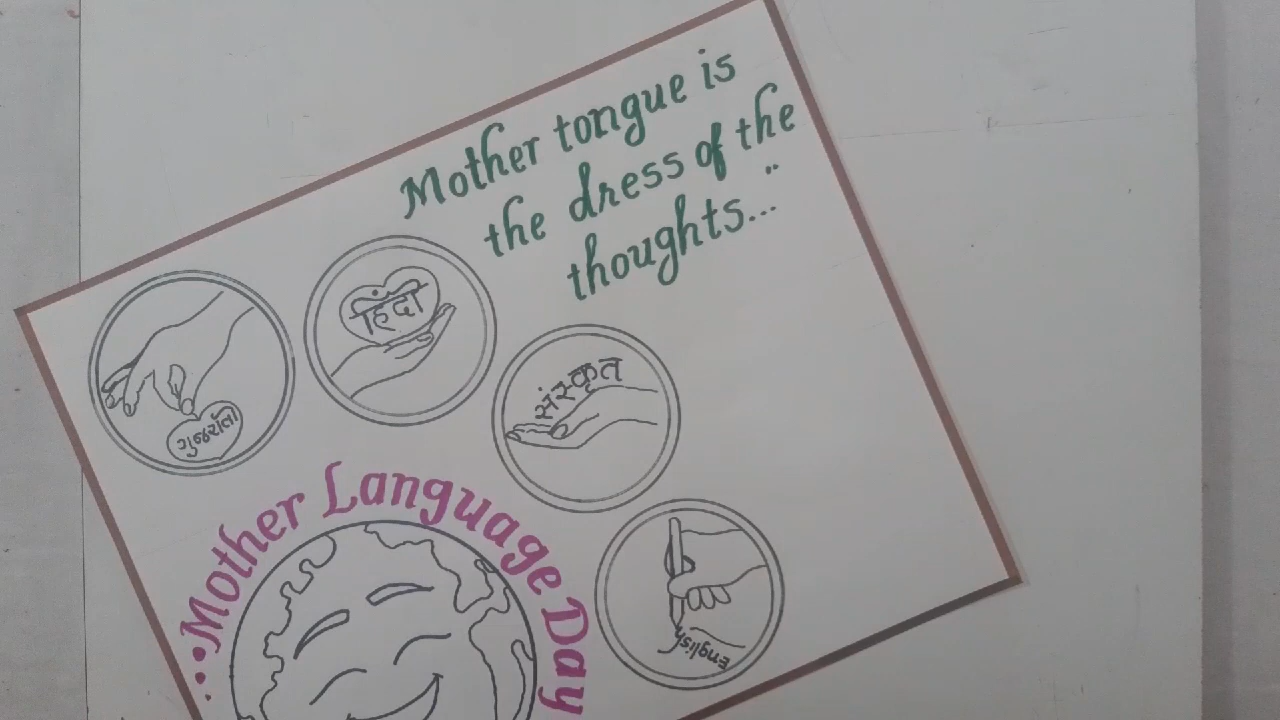 Mother tongue is
the dress of the
thoughts...
ગુજરાતી
हिंदी
संस्कृत
English
Mother Language Day